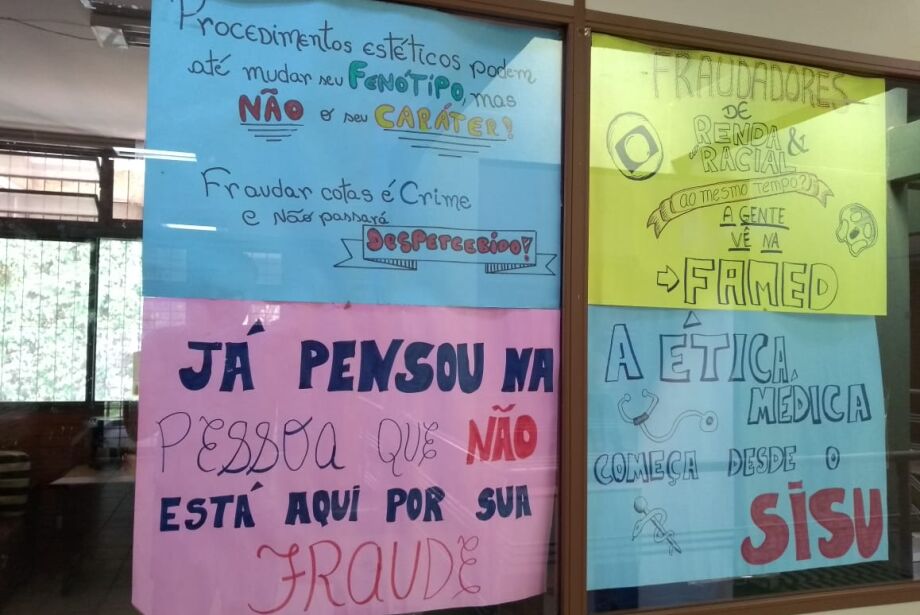 Procedimentos estéticos podem
até mudar seu FENÓTIPO, mas
NÃO o seu CARÁTER!
Fraudar cotas é Crime
e não passará
DESPERCEBIDO!
FRAUDADORES
DE
RENDA &
RACIAL
(ao mesmo tempo?)
A GENTE
VÊ NA
FAMED
JÁ PENSOU NA
PESSOA QUE NÃO
ESTÁ AQUI POR SUA
FRAUDE
A ÉTICA
MÉDICA
COMEÇA DESDE O
SISU